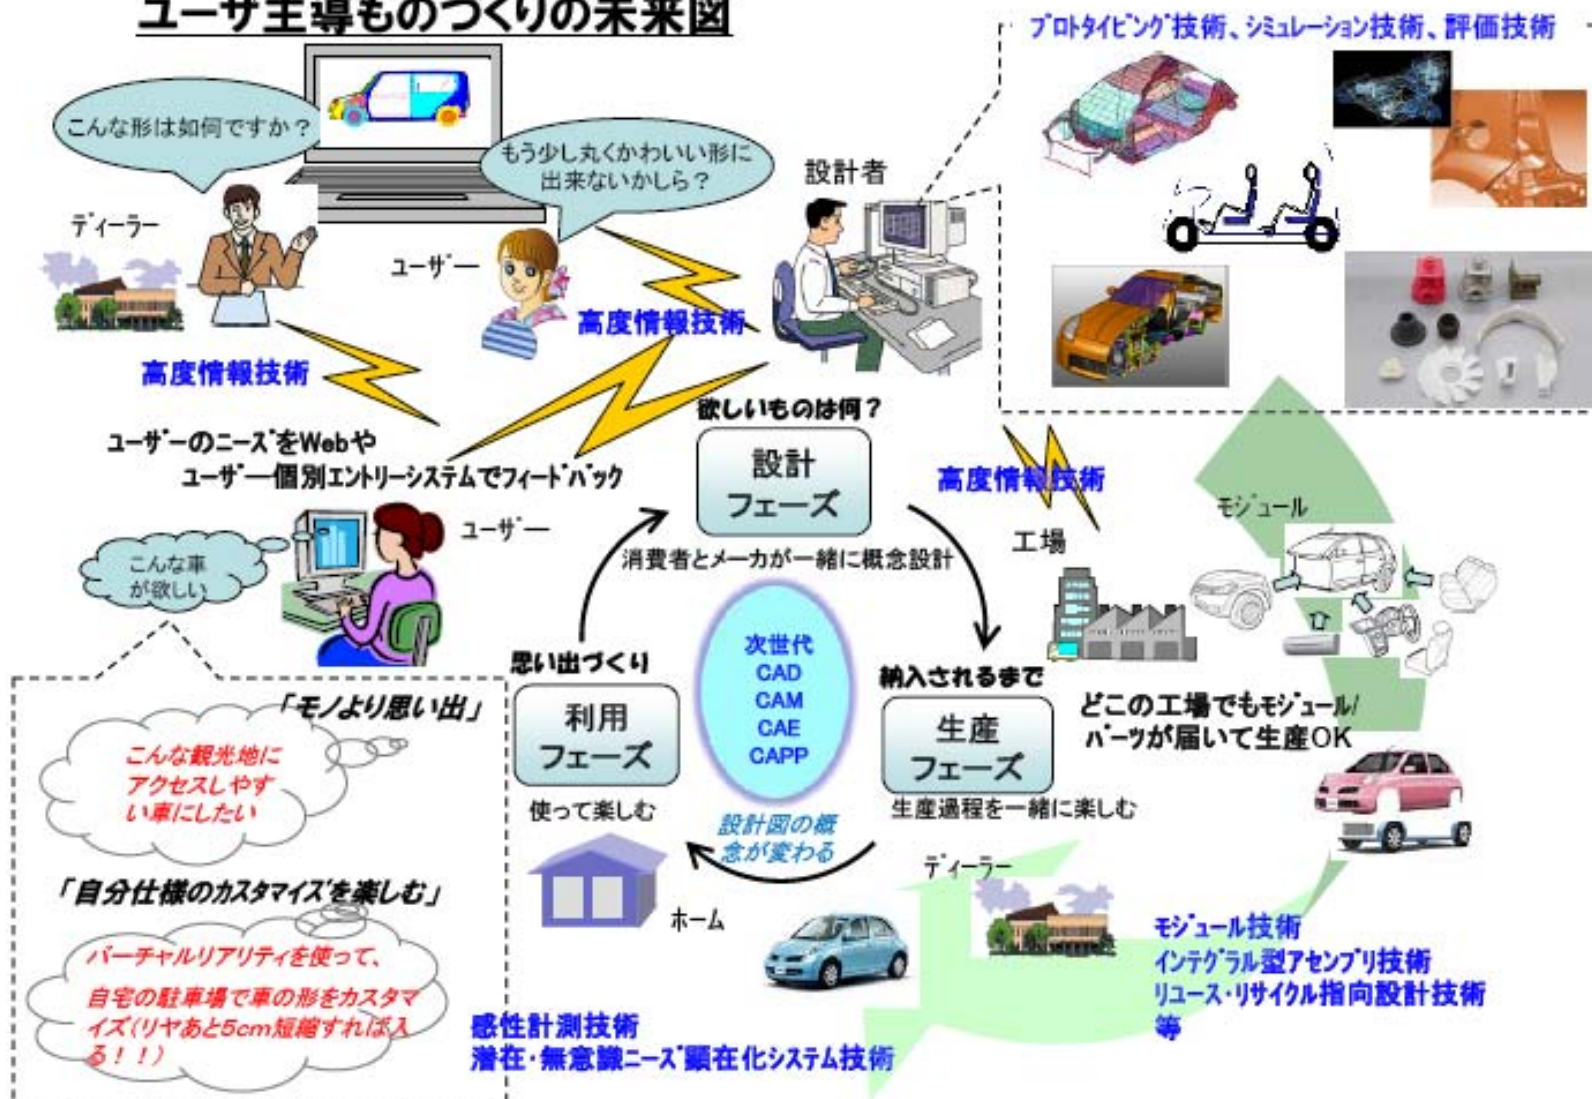 ユーザ主導ものづくりの未来図
プロトタイピング技術、シミュレーション技術、評価技術
こんな形は如何ですか?
もう少し丸くかわいい形に
出来ないかしら?
設計者
ディーラー
ユーザー
高度情報技術
高度情報技術
欲しいものは何?
ユーザーのニーズをWebや
ユーザー個別エントリーシステムでフィードバック
設計
フェーズ
高度情報技術
モジュール
ユーザー
工場
消費者とメーカが一緒に概念設計
こんな車
が欲しい
次世代
CAD
CAM
CAE
CAPP
思い出づくり
利用
フェーズ
使って楽しむ
納入されるまで
生産
フェーズ
生産過程を一緒に楽しむ
どこの工場でもモジュール/
パーツが届いて生産OK
「モノより思い出」
こんな観光地に
アクセスしやす
い車にしたい
設計図の概
念が変わる
ディーラー
「自分仕様のカスタマイズを楽しむ」
ホーム
バーチャルリアリティを使って、
自宅の駐車場で車の形をカスタマ
イズ(リヤあと5cm短縮すれば入
る!!)
モジュール技術
インテグラル型アセンブリ技術
リユース・リサイクル指向設計技術
等
感性計測技術
潜在・無意識ニーズ顕在化システム技術